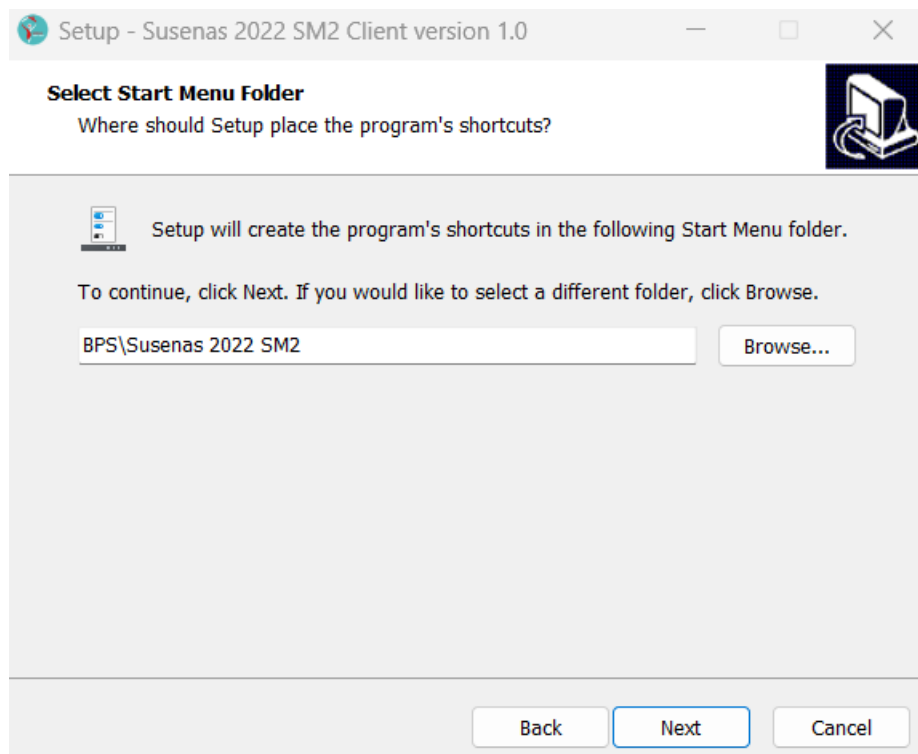 Setup - Susenas 2022 SM2 Client version 1.0
Select Start Menu Folder
Where should Setup place the program's shortcuts?
Setup will create the program's shortcuts in the following Start Menu folder.
To continue, click Next. If you would like to select a different folder, click Browse.
BPS\Susenas 2022 SM2
Browse...
Back
Next
Cancel